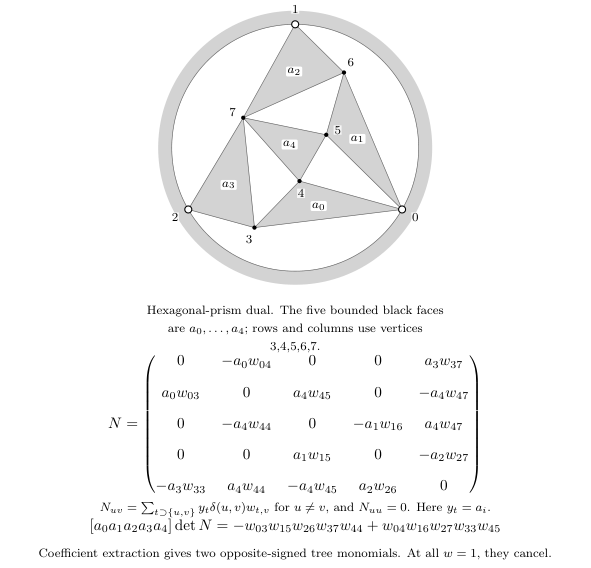 1
6
a₂
7
5
a₁
a₄
a₃
4
a₀
2
0
3
Hexagonal-prism dual. The five bounded black faces
are a₀, . . . , a₄; rows and columns use vertices
3,4,5,6,7.
0 −a₀w₀₄ 0 0 a₃w₃₇
a₀w₀₃ 0 a₄w₄₅ 0 −a₄w₄₇
N = 0 −a₄w₄₄ 0 −a₁w₁₆ a₄w₄₇
0 0 a₁w₁₅ 0 −a₂w₂₇
−a₃w₃₃ a₄w₄₄ −a₄w₄₅ a₂w₂₆ 0
Nᵤᵥ = ∑ₜ⊃{u,v} yₜδ(u, v)wₜ,ᵥ for u ≠ v, and Nᵤᵤ = 0. Here yₜ = aᵢ.
[a₀a₁a₂a₃a₄] det N = −w₀₃w₁₅w₂₆w₃₇w₄₄ + w₀₄w₁₆w₂₇w₃₃w₄₅
Coefficient extraction gives two opposite-signed tree monomials. At all w = 1, they cancel.